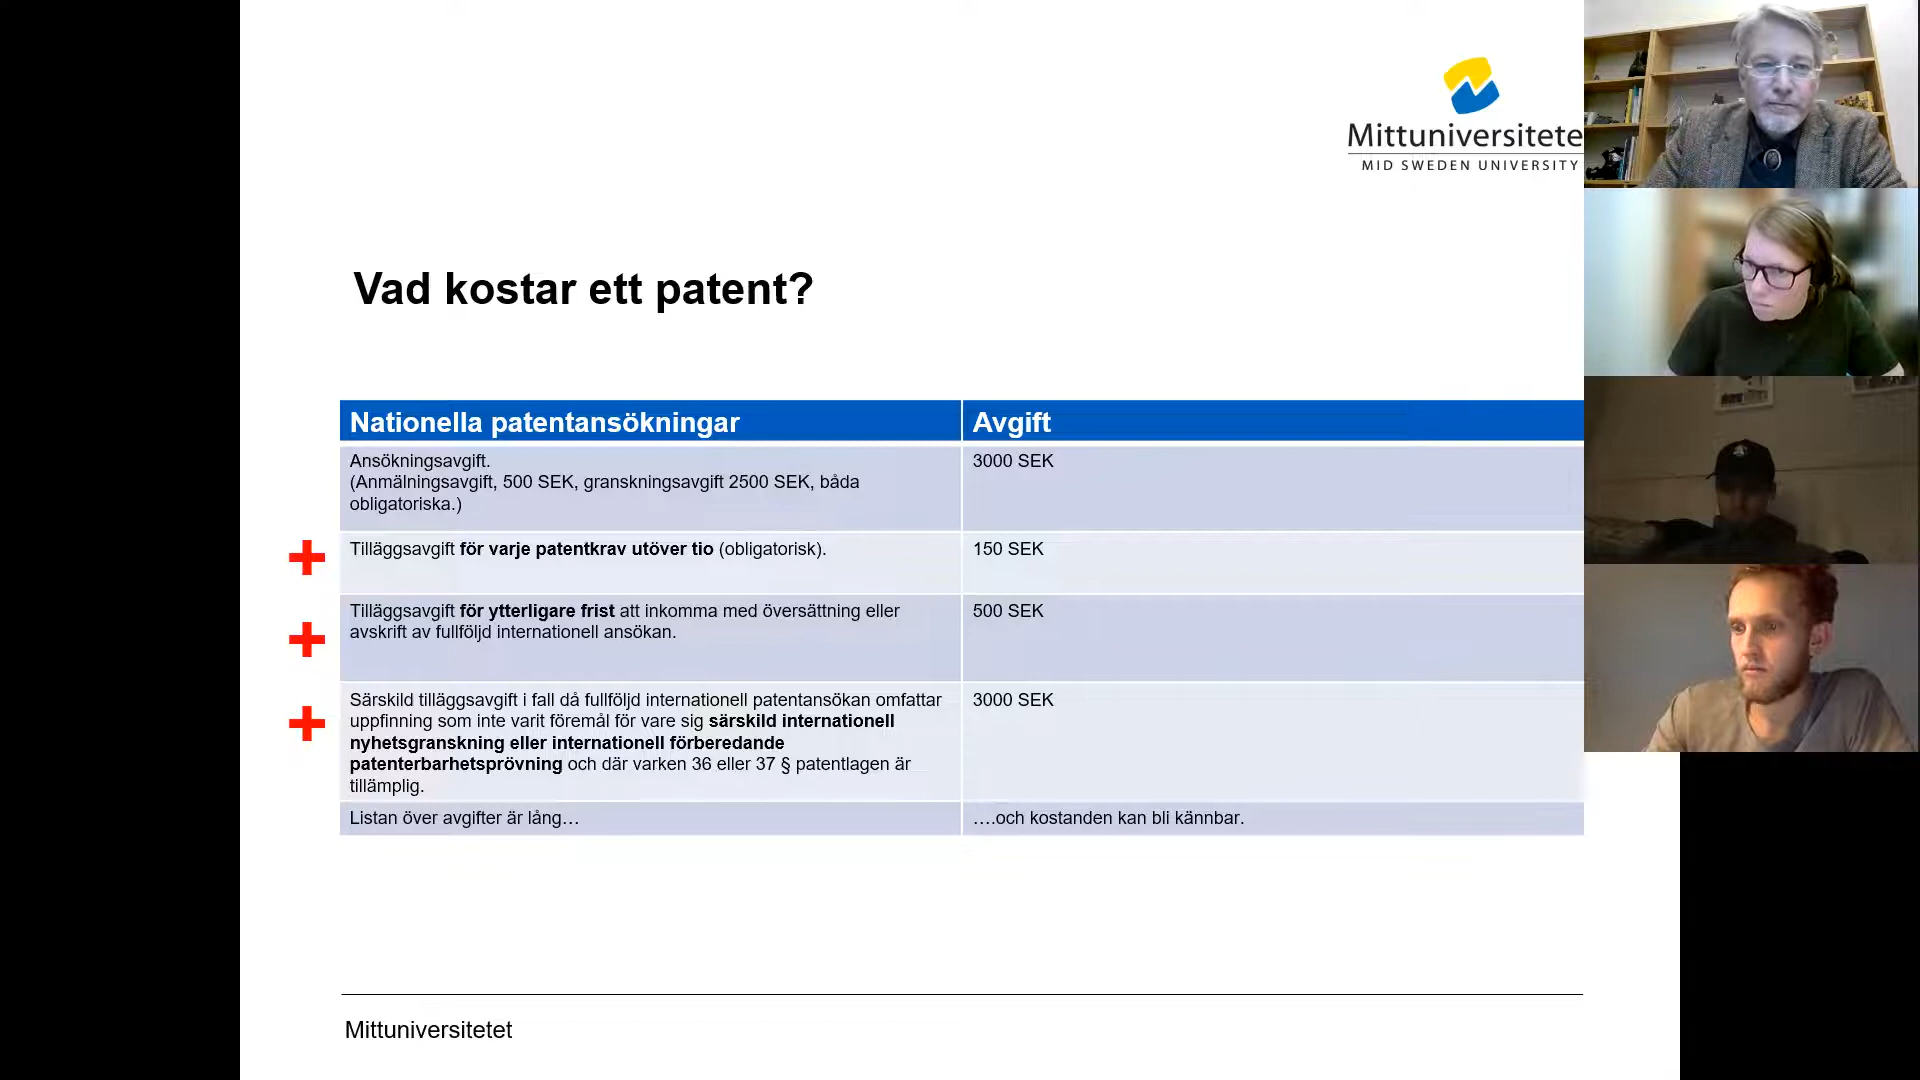 Mittuniversitete
MID SWEDEN UNIVERSITY
Vad kostar ett patent?
Nationella patentansökningar
Avgift
Ansökningsavgift.
3000 SEK
(Anmälningsavgift, 500 SEK, granskningsavgift 2500 SEK, båda
obligatoriska.)
Tilläggsavgift för varje patentkrav utöver tio (obligatorisk).
150 SEK
Tilläggsavgift för ytterligare frist att inkomma med översättning eller
500 SEK
avskrift av fullföljd internationell ansökan.
Särskild tilläggsavgift i fall då fullföljd internationell patentansökan omfattar
3000 SEK
uppfinning som inte varit föremål för vare sig särskild internationell
nyhetsgranskning eller internationell förberedande
patenterbarhetsprövning och där varken 36 eller 37 § patentlagen är
tillämplig.
Listan över avgifter är lång…
….och kostanden kan bli kännbar.
Mittuniversitetet